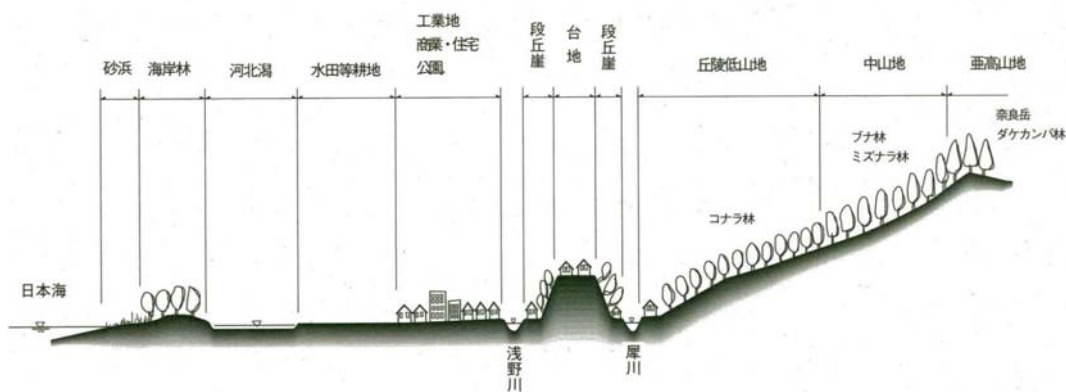 工業地
商業・住宅
公園
段丘崖
台地
段丘崖
砂浜
海岸林
河北潟
水田等耕地
丘陵低山地
中山地
亜高山地
奈良岳
ダケカンバ林
ブナ林
ミズナラ林
コナラ林
日本海
浅野川
犀川